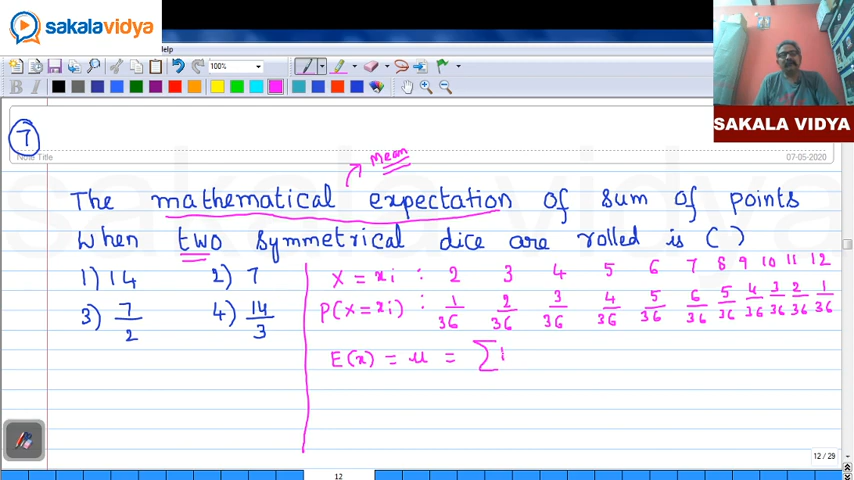 sakalavidya
Help
100%
SAKALA VIDYA
7
Note Title
07-05-2020
Mean
The mathematical expectation of sum of points
when two symmetrical dice are rolled is ( )
1) 14 2) 7
3) 7/2 4) 14/3
X = xi : 2 3 4 5 6 7 8 9 10 11 12
P(X=xi) : 1/36 2/36 3/36 4/36 5/36 6/36 5/36 4/36 3/36 2/36 1/36
E(x) = μ = Σ
12 / 29
12